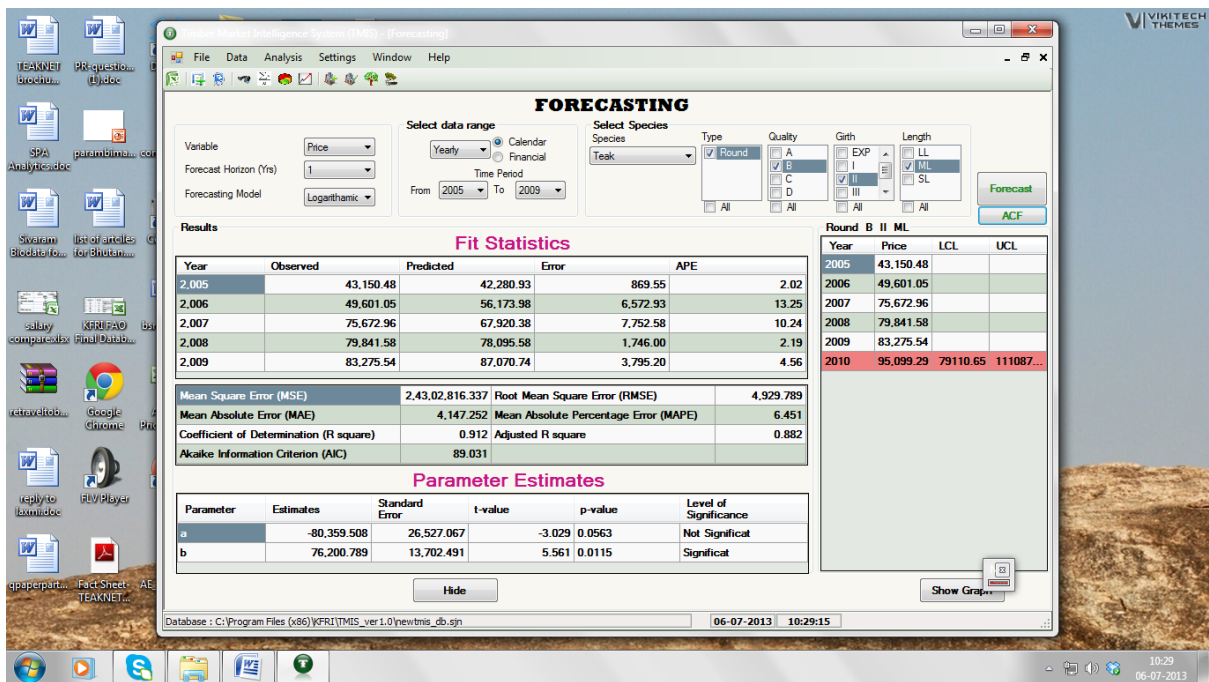 VIKITECH
THEMES
Timber Market Intelligence System (TMIS) - [Forecasting]
File Data Analysis Settings Window Help
FORECASTING
Variable Price
Forecast Horizon (Yrs) 1
Forecasting Model Logarthamic
Select data range
Yearly Calendar
Financial
Time Period
From 2005 To 2009
Select Species
Species
Teak
Type Quality Girth Length
Round A EXP LL
B I ML
C II SL
D III
All All All All
Forecast
ACF
Results
Fit Statistics
Year Observed Predicted Error APE
2,005 43,150.48 42,280.93 869.55 2.02
2,006 49,601.05 56,173.98 6,572.93 13.25
2,007 75,672.96 67,920.38 7,752.58 10.24
2,008 79,841.58 78,095.58 1,746.00 2.19
2,009 83,275.54 87,070.74 3,795.20 4.56
Mean Square Error (MSE) 2,43,02,816.337 Root Mean Square Error (RMSE) 4,929.789
Mean Absolute Error (MAE) 4,147.252 Mean Absolute Percentage Error (MAPE) 6.451
Coefficient of Determination (R square) 0.912 Adjusted R square 0.882
Akaike Information Criterion (AIC) 89.031
Parameter Estimates
Parameter Estimates Standard Error t-value p-value Level of Significance
a -80,359.508 26,527.067 -3.029 0.0563 Not Significat
b 76,200.789 13,702.491 5.561 0.0115 Significat
Hide
Round B II ML
Year Price LCL UCL
2005 43,150.48
2006 49,601.05
2007 75,672.96
2008 79,841.58
2009 83,275.54
2010 95,099.29 79110.65 111087...
Show Graph
Database : C:\Program Files (x86)\KFRI\TMIS_ver1.0\newtmis_db.sjn 06-07-2013 10:29:15
TEAKNET
brochu...
PR-questio...
(L).doc
SPA
Analytics.doc
parambima...
Sivaram
Biodata fo...
list of articles
for Bhutan....
salary
compare.xlsx
KFRI FAO
Final Datab...
retraveltob...
Google
Chrome
reply to
laxmi.doc
FLV Player
qpaperpart...
Fact Sheet-
TEAKNET...
AE
10:29
06-07-2013